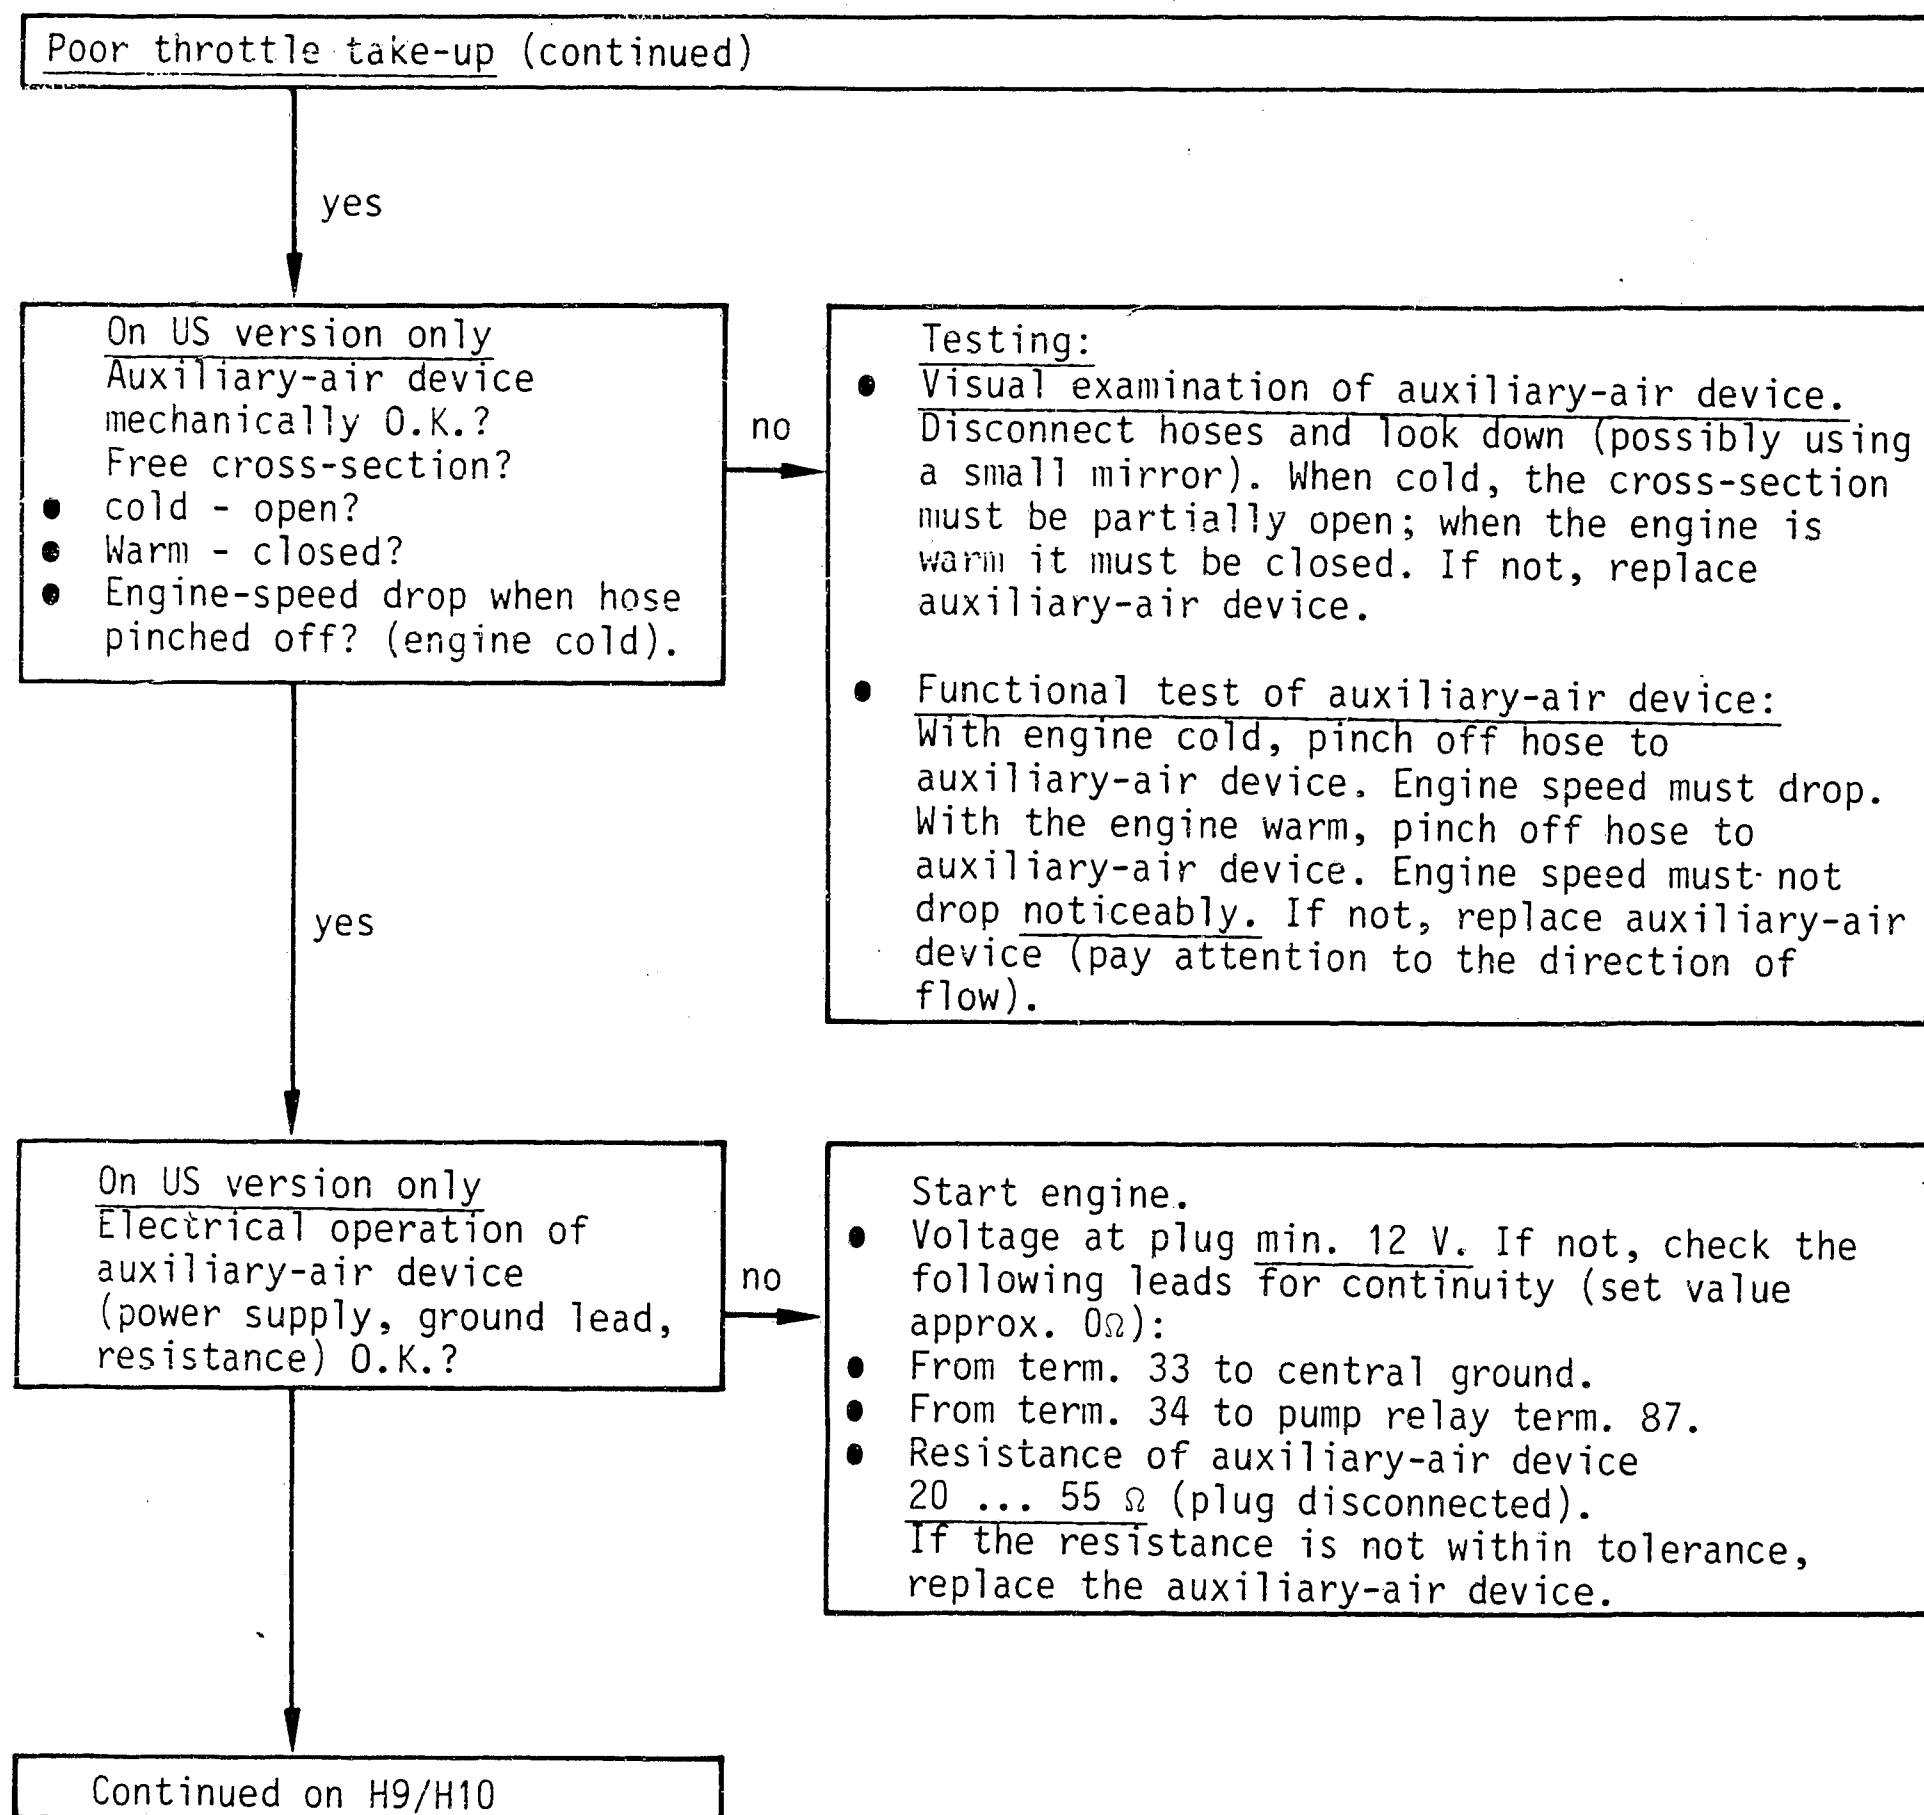 Poor throttle take-up (continued)
yes
On US version only
Auxiliary-air device
mechanically O.K.?
Free cross-section?
● cold - open?
● Warm - closed?
● Engine-speed drop when hose
pinched off? (engine cold).
no
Testing:
● Visual examination of auxiliary-air device.
Disconnect hoses and look down (possibly using
a small mirror). When cold, the cross-section
must be partially open; when the engine is
warm it must be closed. If not, replace
auxiliary-air device.
● Functional test of auxiliary-air device:
With engine cold, pinch off hose to
auxiliary-air device. Engine speed must drop.
With the engine warm, pinch off hose to
auxiliary-air device. Engine speed must not
drop noticeably. If not, replace auxiliary-air
device (pay attention to the direction of
flow).
yes
On US version only
Electrical operation of
auxiliary-air device
(power supply, ground lead,
resistance) O.K.?
no
Start engine.
● Voltage at plug min. 12 V. If not, check the
following leads for continuity (set value
approx. 0Ω):
● From term. 33 to central ground.
● From term. 34 to pump relay term. 87.
● Resistance of auxiliary-air device
20 ... 55 Ω (plug disconnected).
If the resistance is not within tolerance,
replace the auxiliary-air device.
Continued on H9/H10